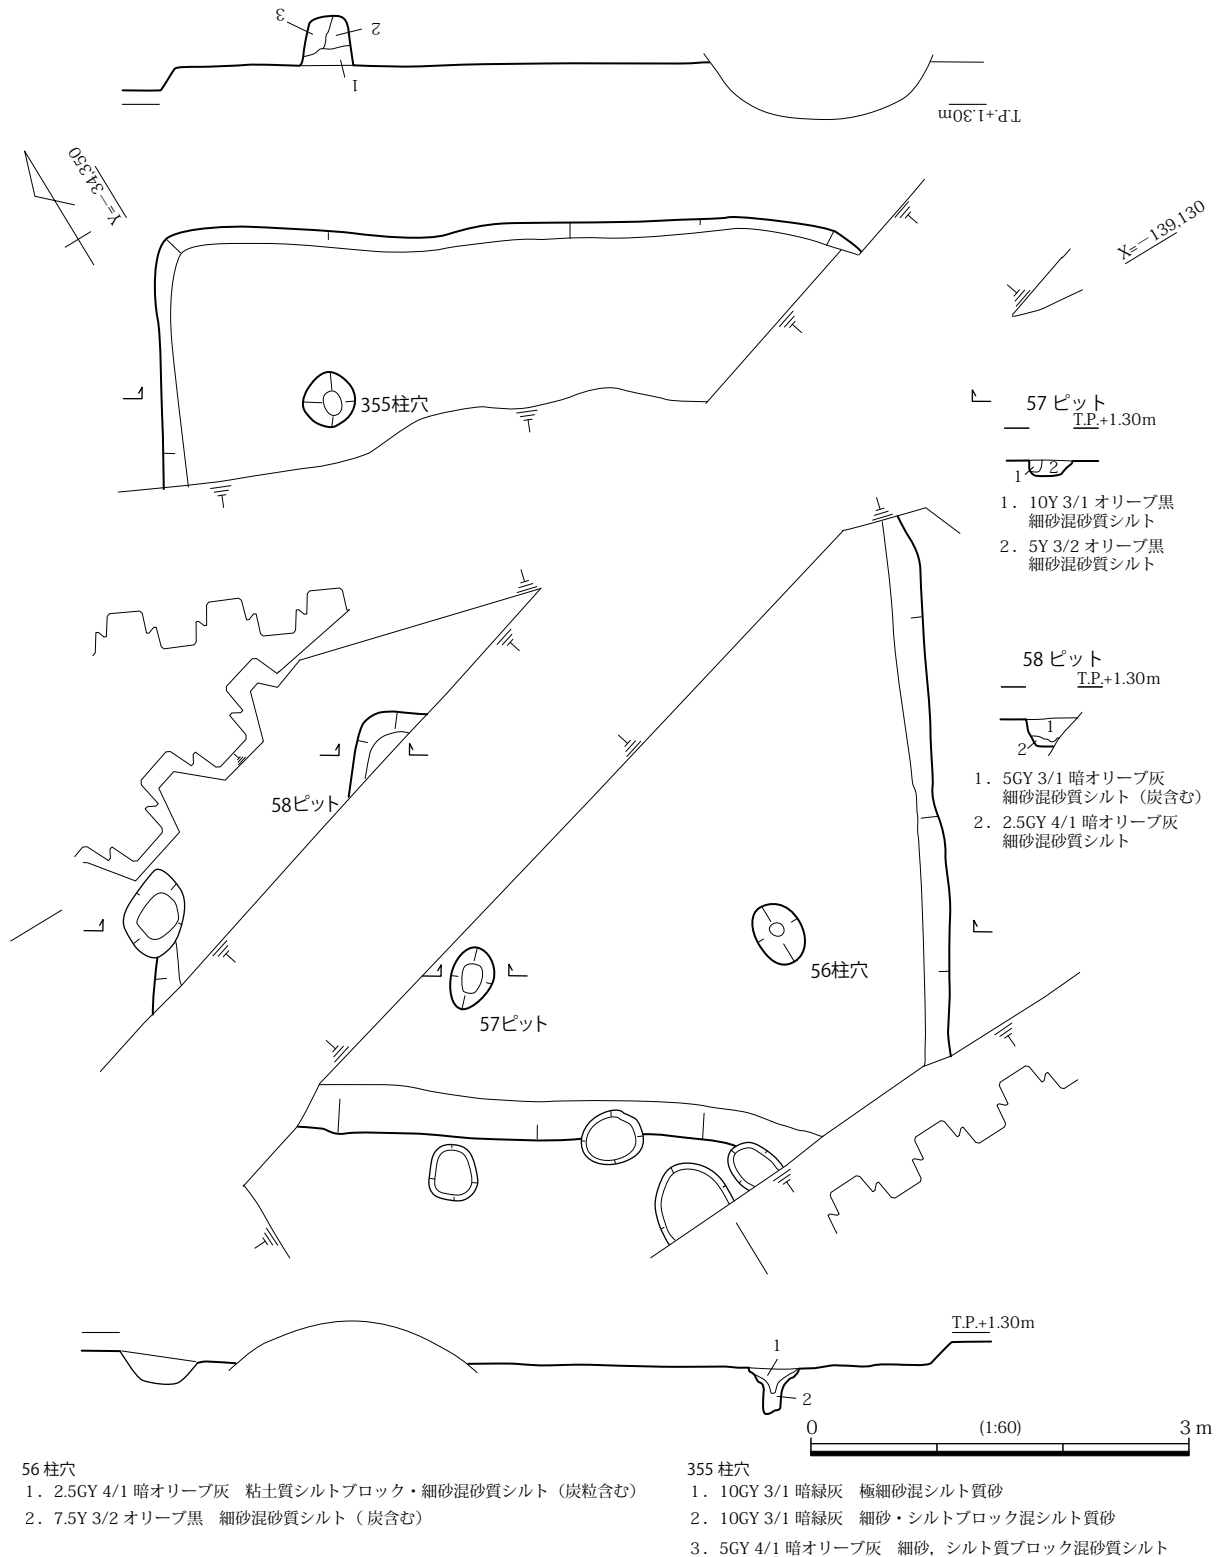 3
2
1
T.P.+1.30m
Y=-34,350
X=-139,130
355柱穴
57 ピット
T.P.+1.30m
1
2
1．10Y 3/1 オリーブ黒
細砂混砂質シルト
2．5Y 3/2 オリーブ黒
細砂混砂質シルト
58 ピット
T.P.+1.30m
1
2
1．5GY 3/1 暗オリーブ灰
細砂混砂質シルト（炭含む）
2．2.5GY 4/1 暗オリーブ灰
細砂混砂質シルト
58ピット
56柱穴
57ピット
T.P.+1.30m
1
2
0 (1:60) 3 m
56 柱穴
1．2.5GY 4/1 暗オリーブ灰　粘土質シルトブロック・細砂混砂質シルト（炭粒含む）
2．7.5Y 3/2 オリーブ黒　細砂混砂質シルト（ 炭含む）
355 柱穴
1．10GY 3/1 暗緑灰　極細砂混シルト質砂
2．10GY 3/1 暗緑灰　細砂・シルトブロック混シルト質砂
3．5GY 4/1 暗オリーブ灰　細砂，シルト質ブロック混砂質シルト